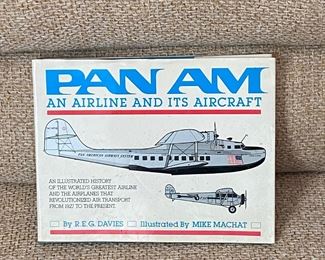 PAN AM
AN AIRLINE AND ITS AIRCRAFT
PAN AMERICAN AIRWAYS SYSTEM
AN ILLUSTRATED HISTORY
OF THE WORLD'S GREATEST AIRLINE
AND THE AIRPLANES THAT
REVOLUTIONIZED AIR TRANSPORT
FROM 1927 TO THE PRESENT.
By R.E.G. DAVIES Illustrated By MIKE MACHAT